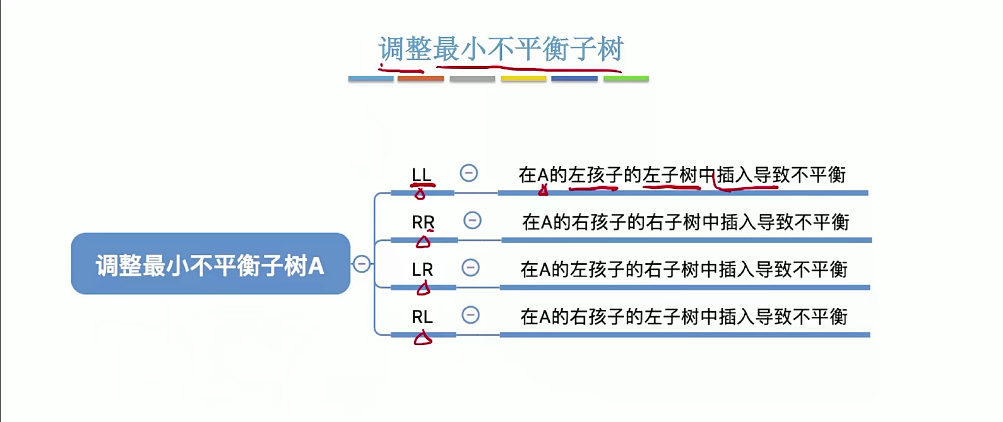 调整最小不平衡子树
调整最小不平衡子树A
LL 在A的左孩子的左子树中插入导致不平衡
RR 在A的右孩子的右子树中插入导致不平衡
LR 在A的左孩子的右子树中插入导致不平衡
RL 在A的右孩子的左子树中插入导致不平衡